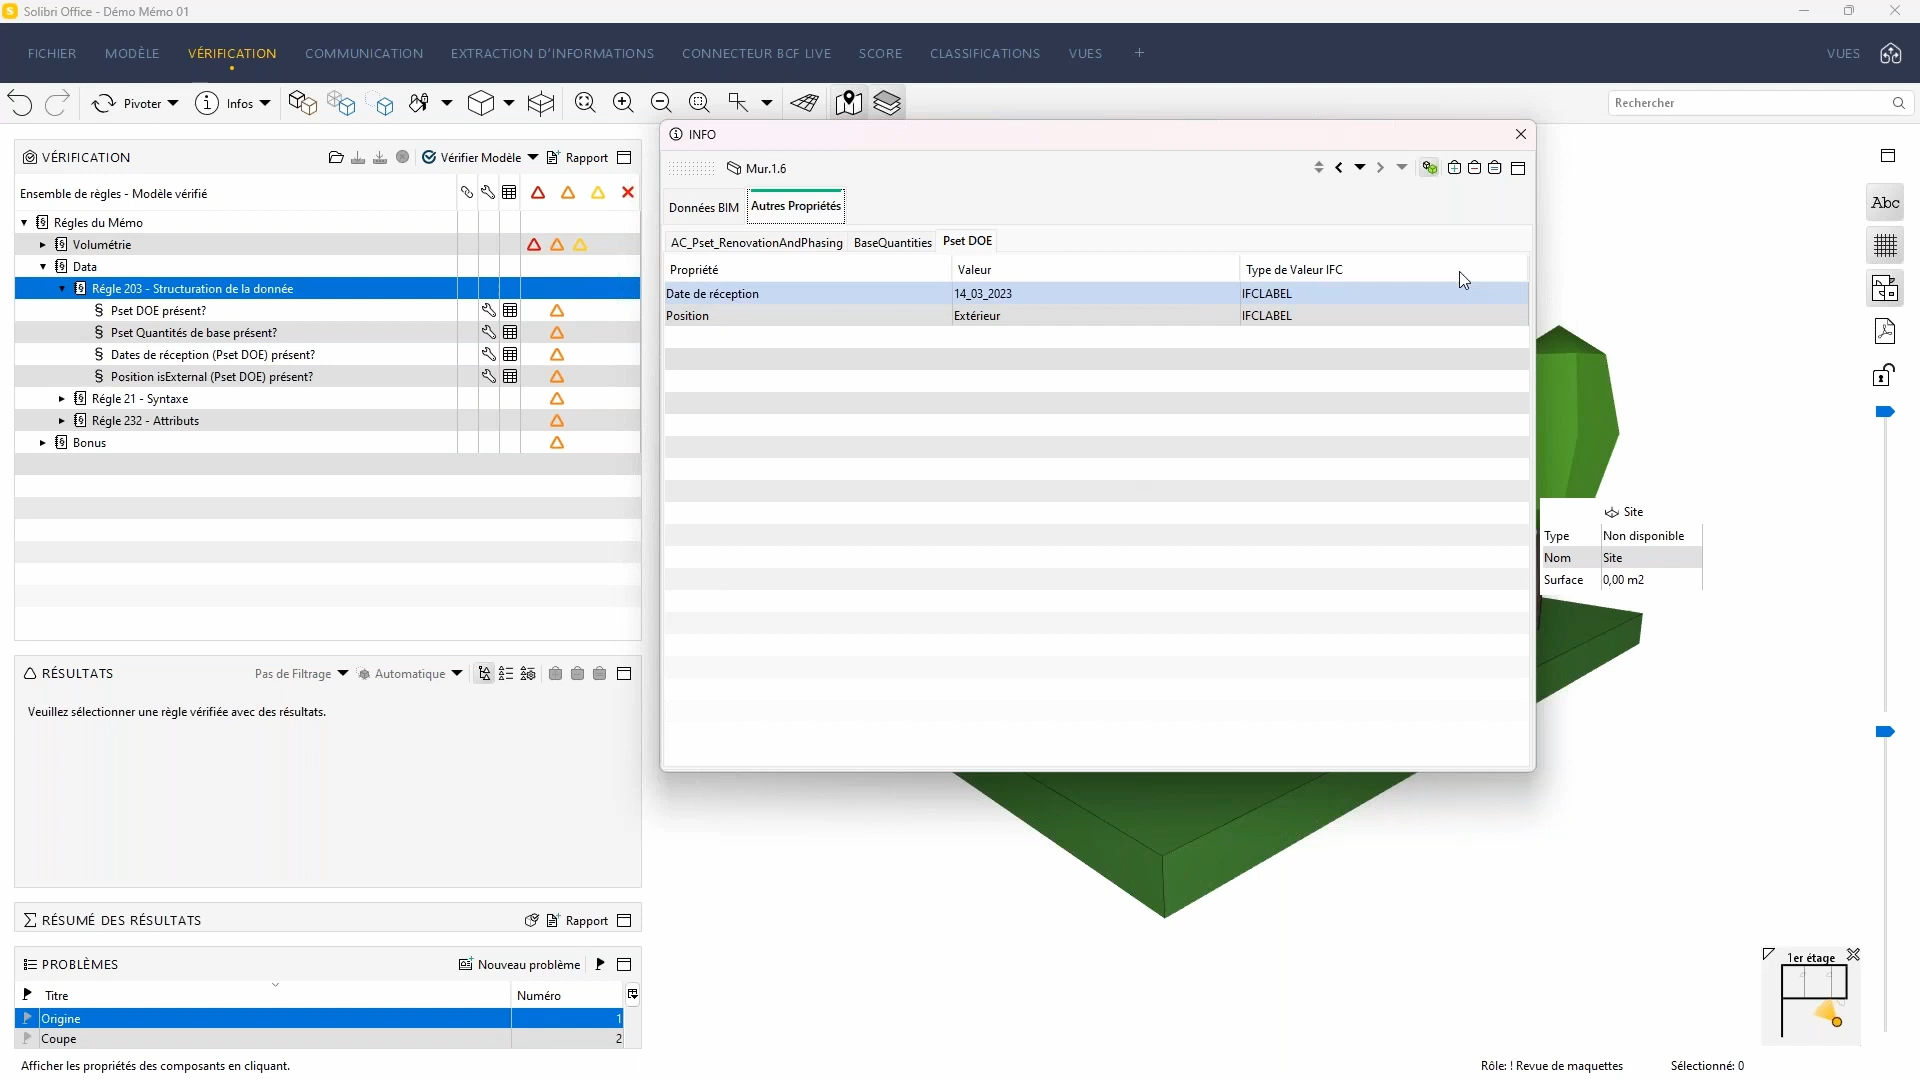 Solibri Office - Démo Mémo 01
FICHIER MODÈLE VÉRIFICATION COMMUNICATION EXTRACTION D'INFORMATIONS CONNECTEUR BCF LIVE SCORE CLASSIFICATIONS VUES + VUES
Pivoter Infos Rechercher
VÉRIFICATION Vérifier Modèle Rapport
Ensemble de règles - Modèle vérifié
Régles du Mémo
Volumétrie
Data
Régle 203 - Structuration de la donnée
§ Pset DOE présent?
§ Pset Quantités de base présent?
§ Dates de réception (Pset DOE) présent?
§ Position isExternal (Pset DOE) présent?
Régle 21 - Syntaxe
Régle 232 - Attributs
Bonus
RÉSULTATS Pas de Filtrage Automatique
Veuillez sélectionner une règle vérifiée avec des résultats.
RÉSUMÉ DES RÉSULTATS Rapport
PROBLÈMES Nouveau problème
Titre Numéro
Origine 1
Coupe 2
Afficher les propriétés des composants en cliquant.
INFO
Mur.1.6
Données BIM Autres Propriétés
AC_Pset_RenovationAndPhasing BaseQuantities Pset DOE
Propriété Valeur Type de Valeur IFC
Date de réception 14_03_2023 IFCLABEL
Position Extérieur IFCLABEL
Abc
Site
Type Non disponible
Nom Site
Surface 0,00 m2
1er étage
Rôle: ! Revue de maquettes Sélectionné: 0